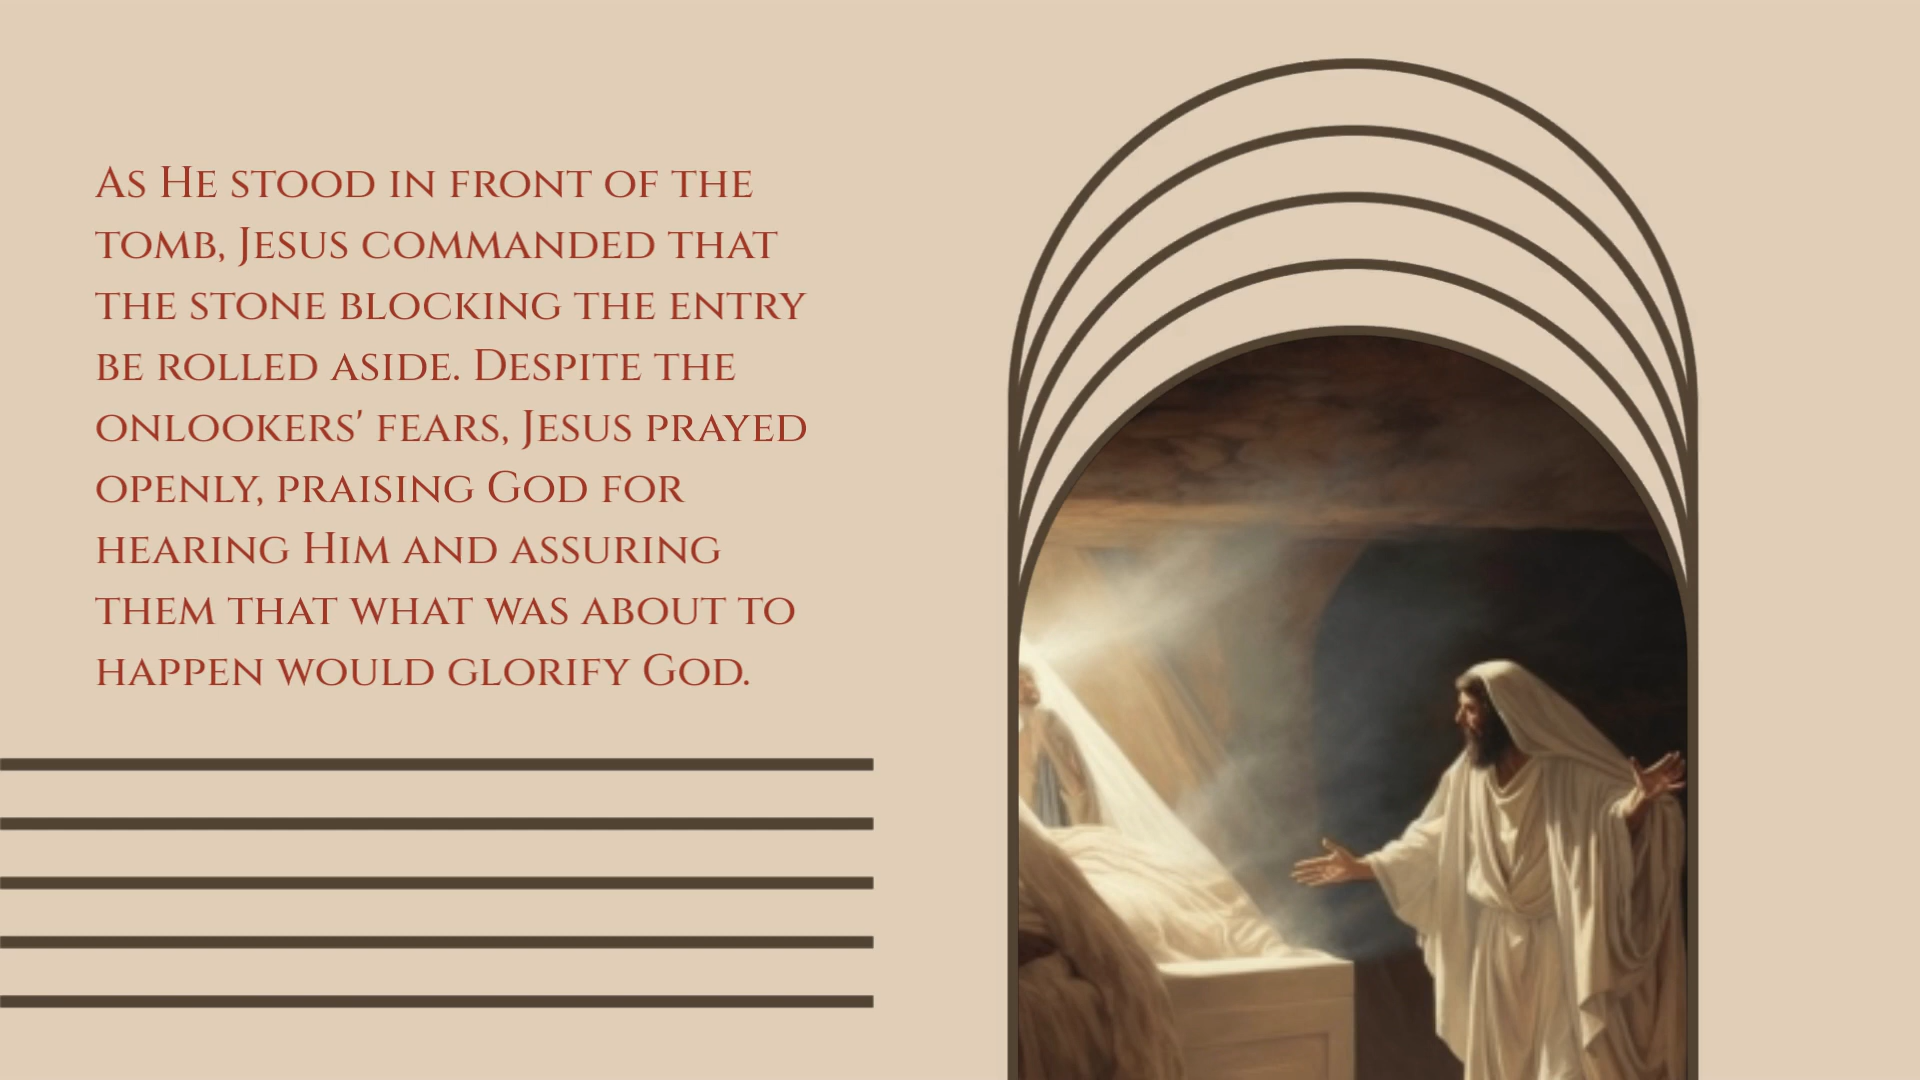 As He stood in front of the
tomb, Jesus commanded that
the stone blocking the entry
be rolled aside. Despite the
onlookers' fears, Jesus prayed
openly, praising God for
hearing Him and assuring
them that what was about to
happen would glorify God.